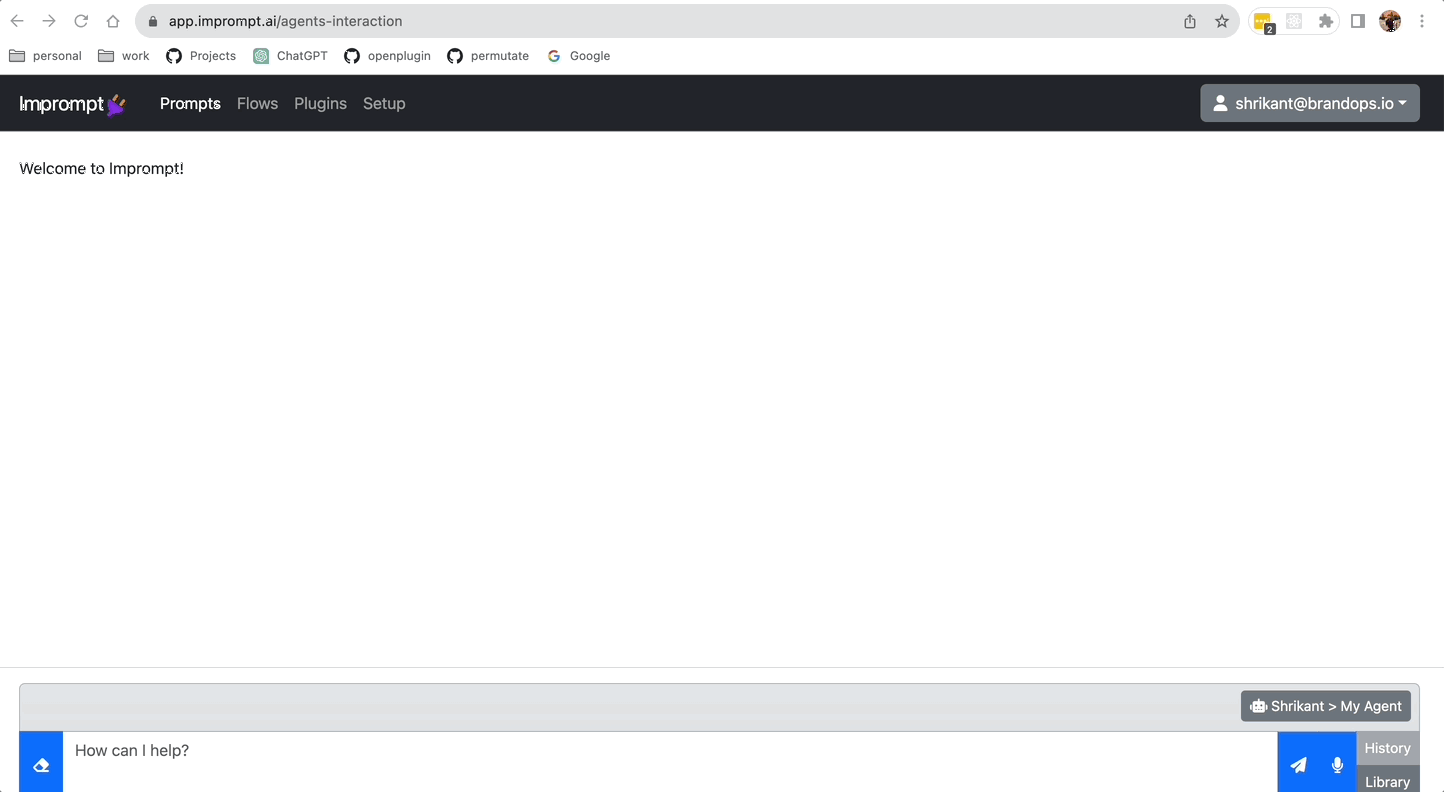 app.imprompt.ai/agents-interaction
2
personal work Projects ChatGPT openplugin permutate Google
Imprompt Prompts Flows Plugins Setup shrikant@brandops.io
Welcome to Imprompt!
Shrikant > My Agent
How can I help?
History
Library